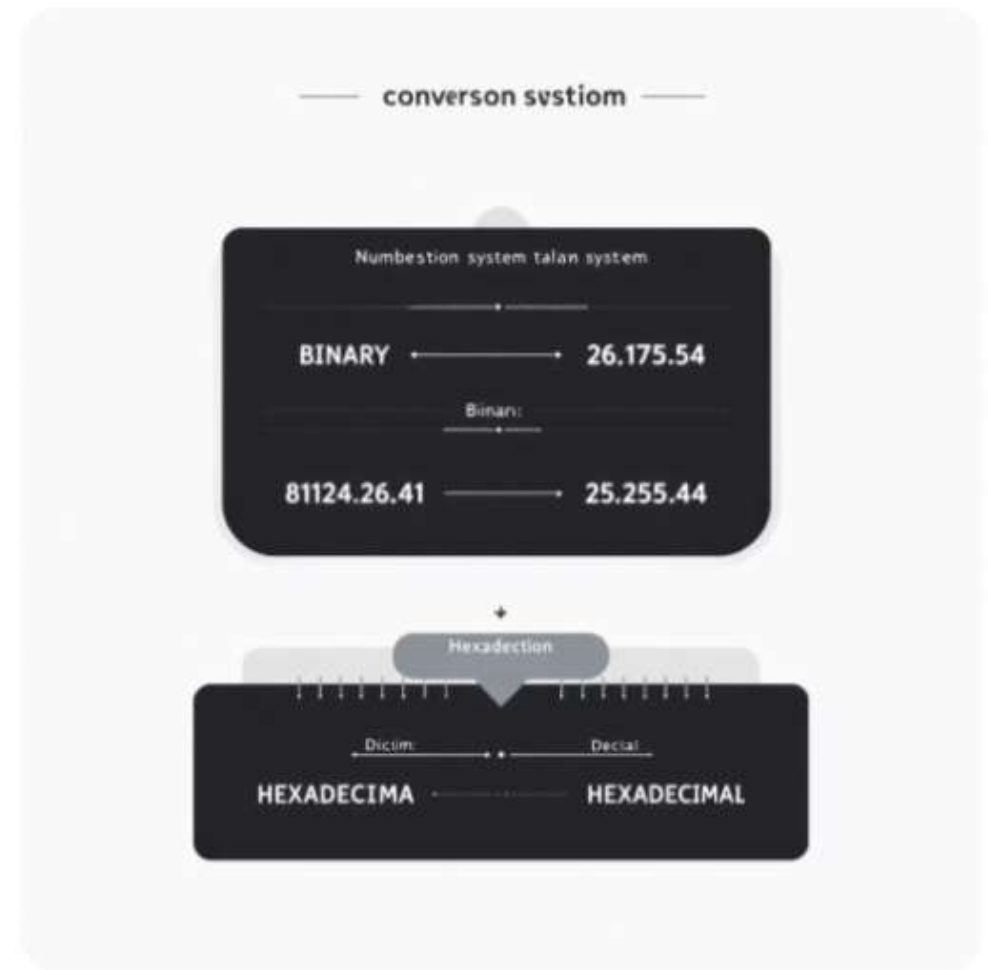 converson svstiom
Numbestion system talan system
BINARY 26.175.54
Binan:
81124.26.41 25.255.44
Hexadection
Dicim: Decial
HEXADECIMA HEXADECIMAL